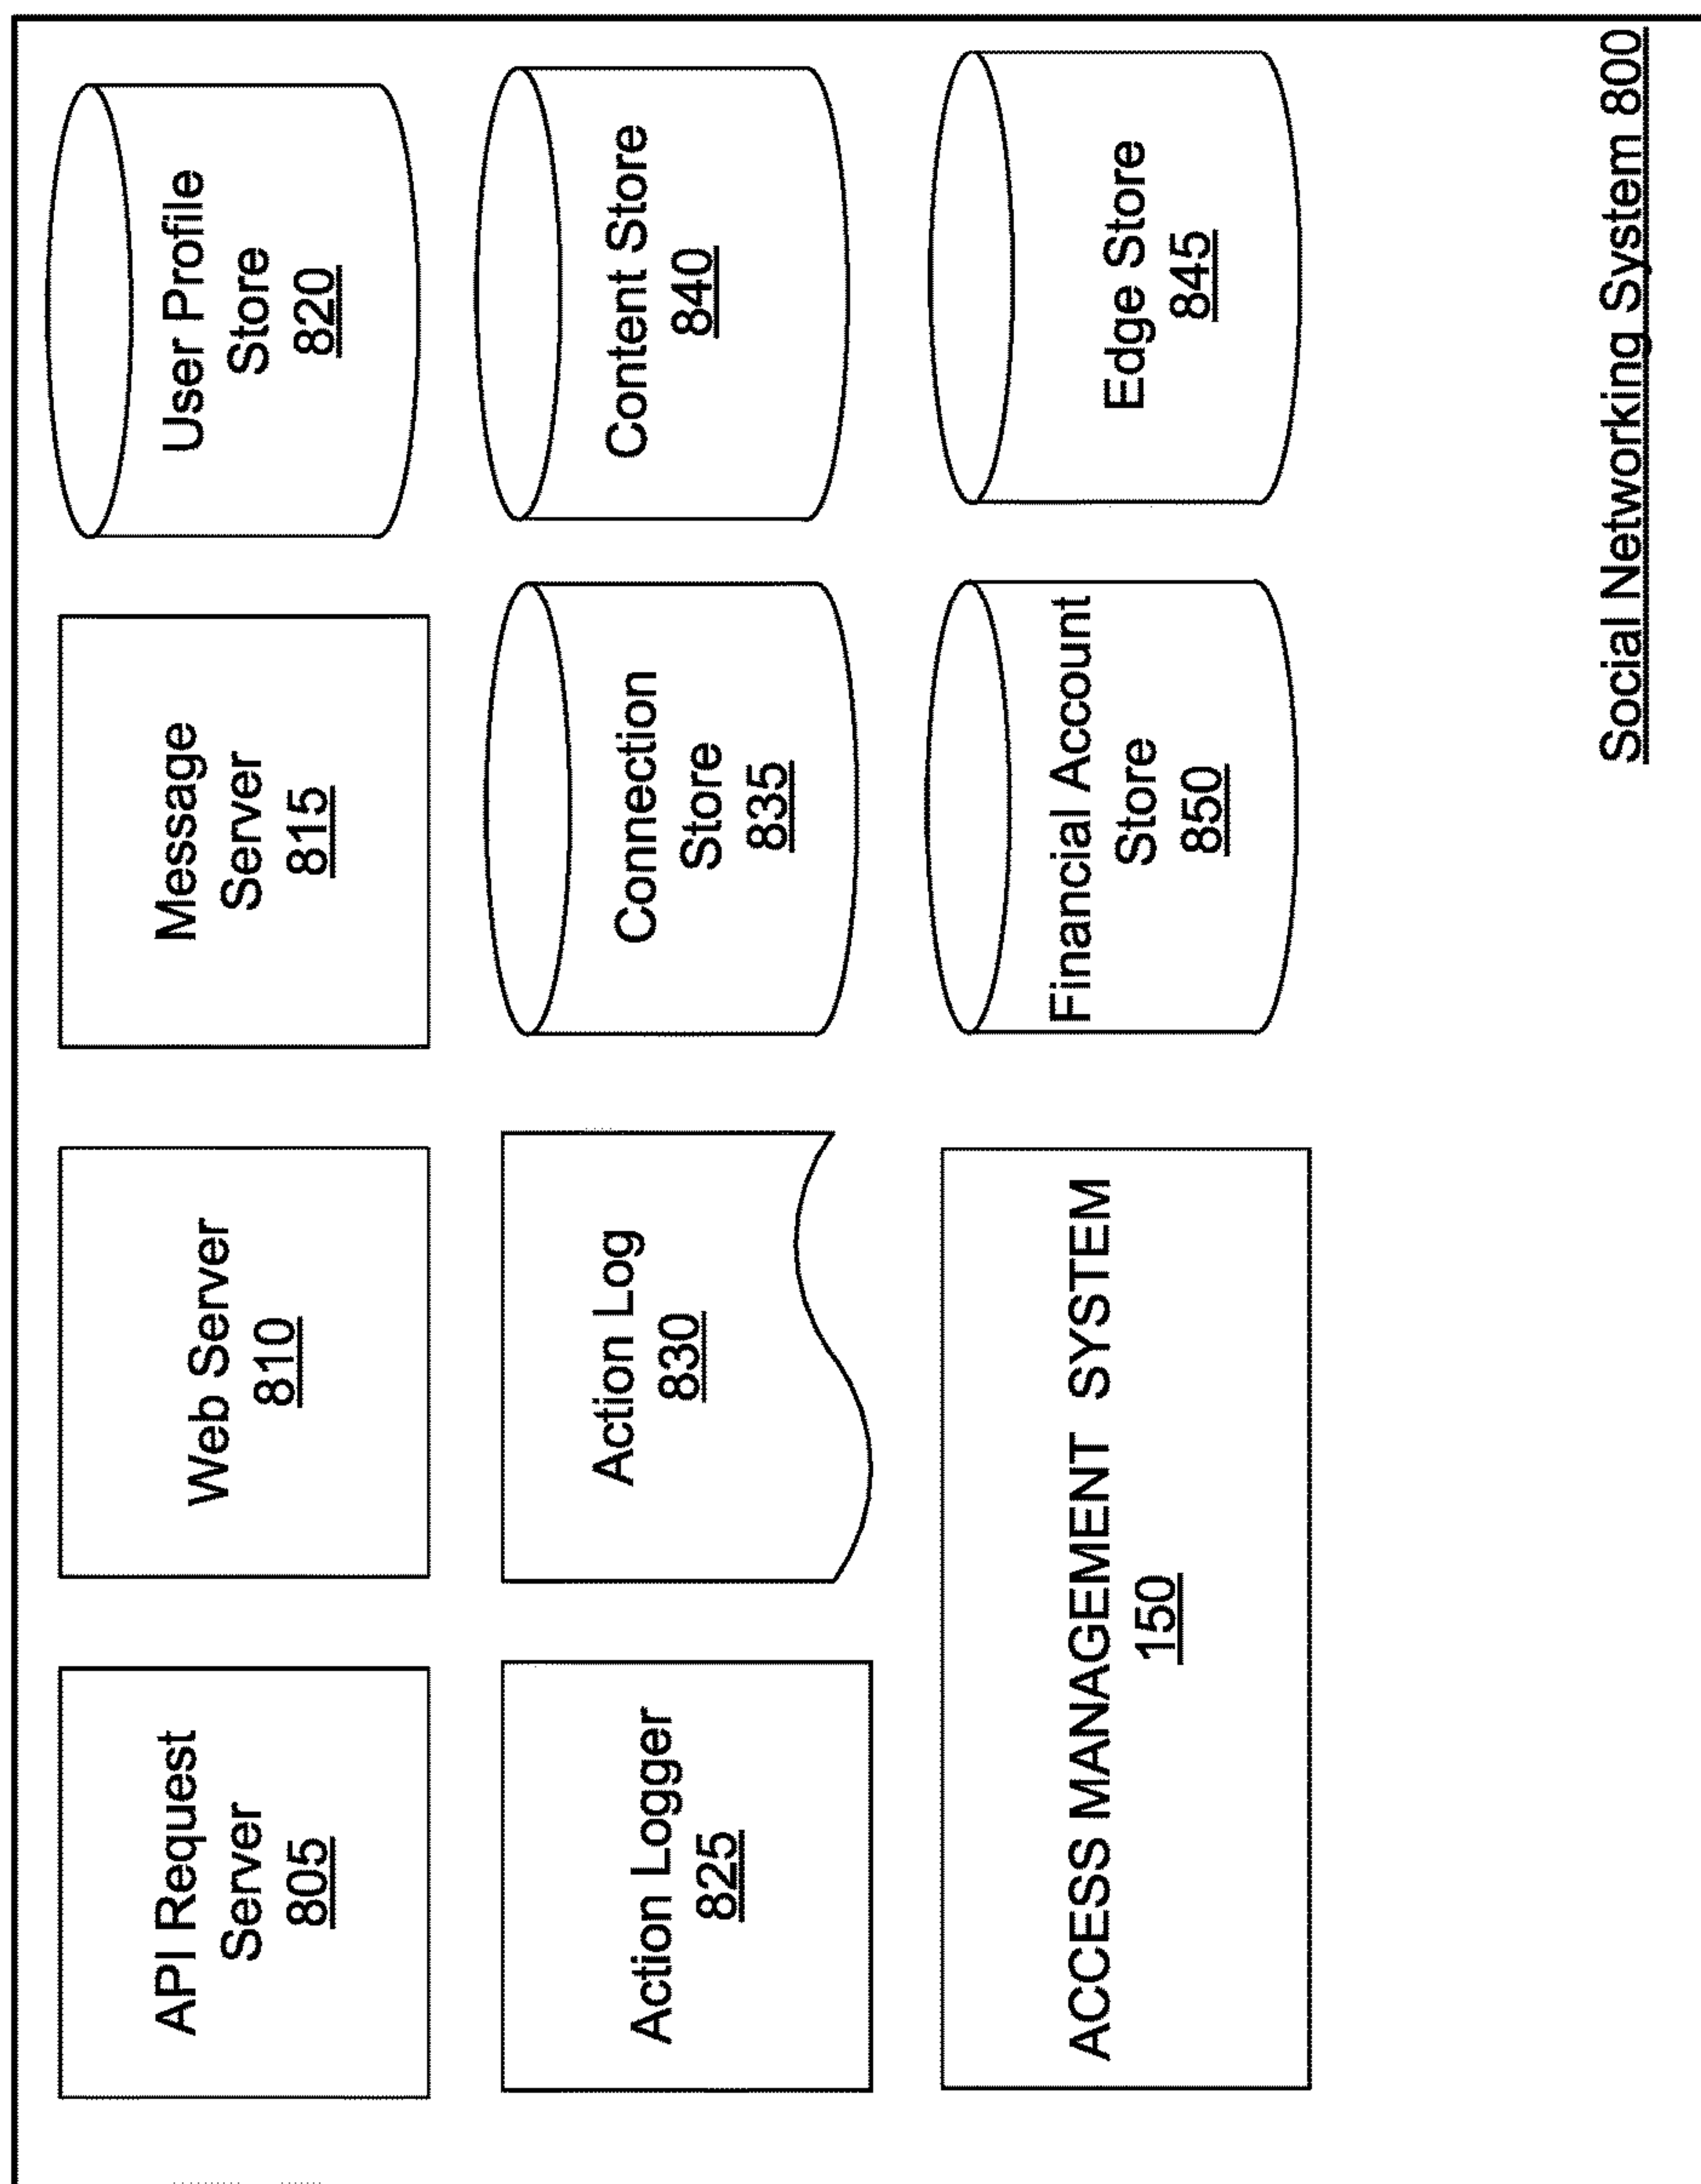 API Request
Server
805
Web Server
810
Message
Server
815
User Profile
Store
820
Action Logger
825
Action Log
830
Connection
Store
835
Content Store
840
ACCESS MANAGEMENT SYSTEM
150
Financial Account
Store
850
Edge Store
845
Social Networking System 800